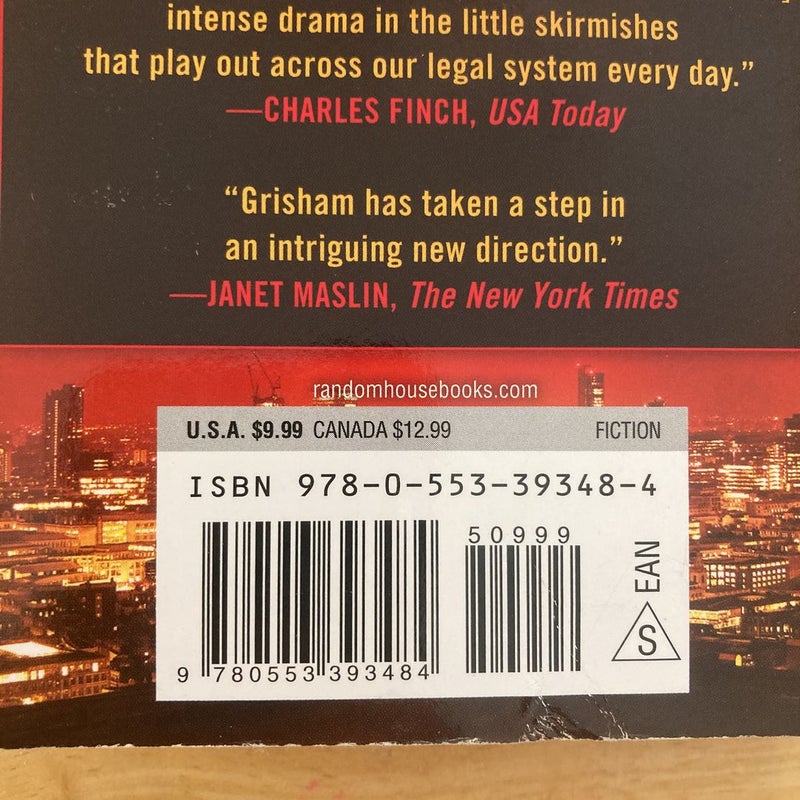 intense drama in the little skirmishes
that play out across our legal system every day.”
—CHARLES FINCH, USA Today
“Grisham has taken a step in
an intriguing new direction.”
—JANET MASLIN, The New York Times
randomhousebooks.com
U.S.A. $9.99 CANADA $12.99 FICTION
ISBN 978-0-553-39348-4
50999
9 780553 393484
EAN
S